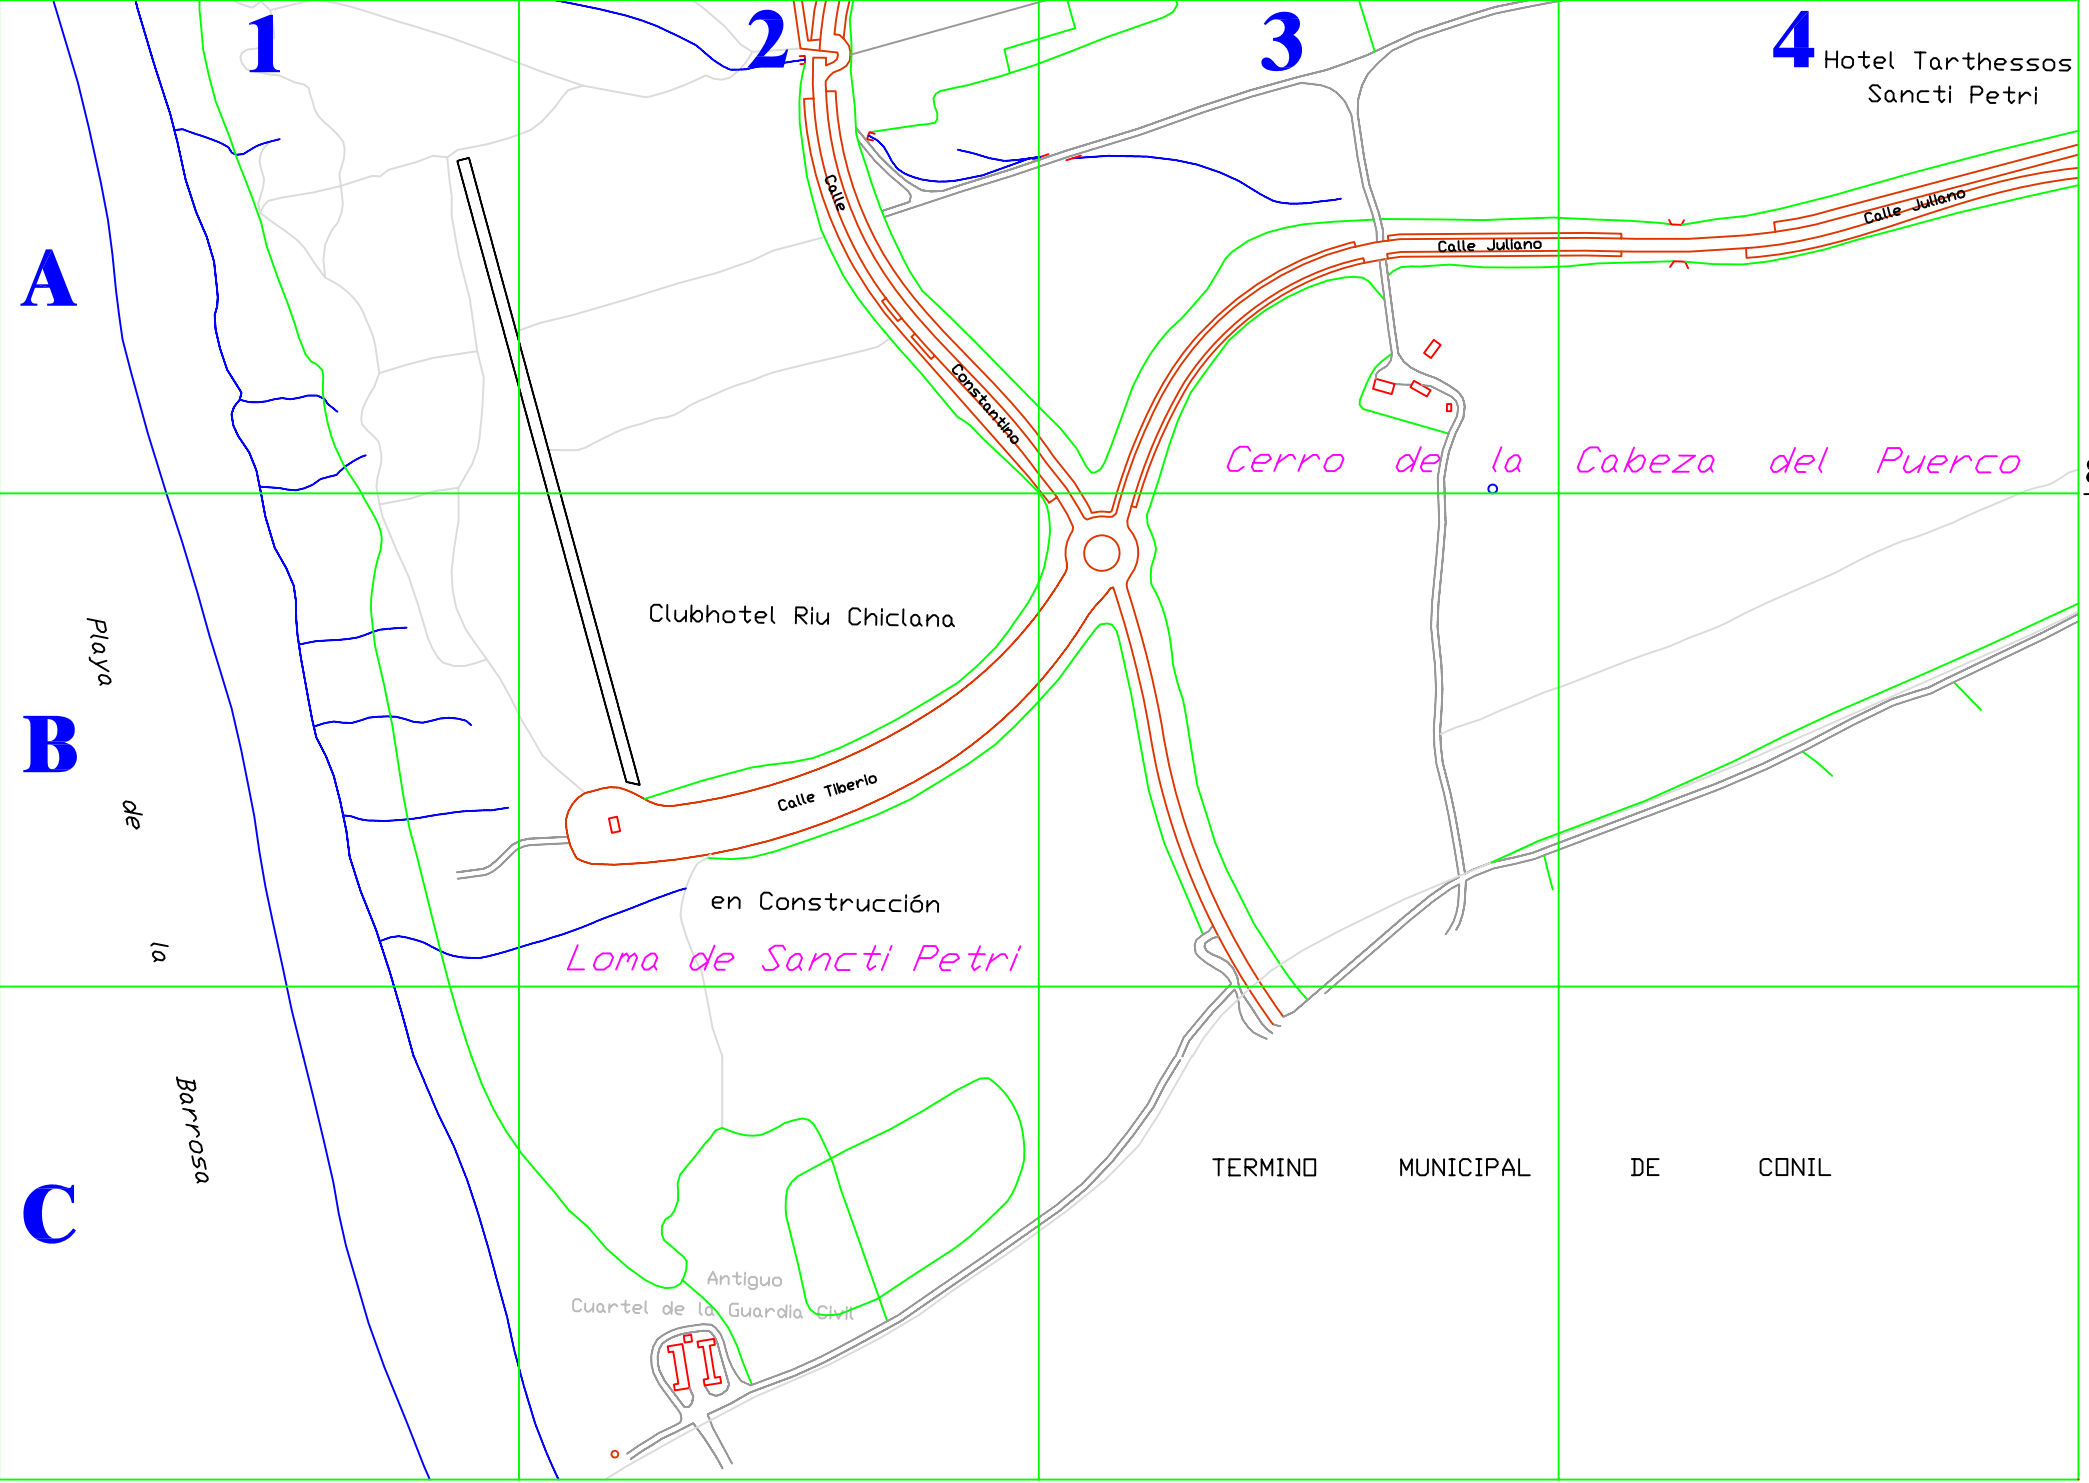 1
2
3
4
Hotel Tarthessos
Sancti Petri
Calle
Calle Juliano
Calle Juliano
A
Constantino
Cerro de la Cabeza del Puerco
Clubhotel Riu Chiclana
Playa
de
la
Barrosa
B
Calle Tiberio
en Construcción
Loma de Sancti Petri
TERMINO MUNICIPAL DE CONIL
C
Antiguo
Cuartel de la Guardia Civil